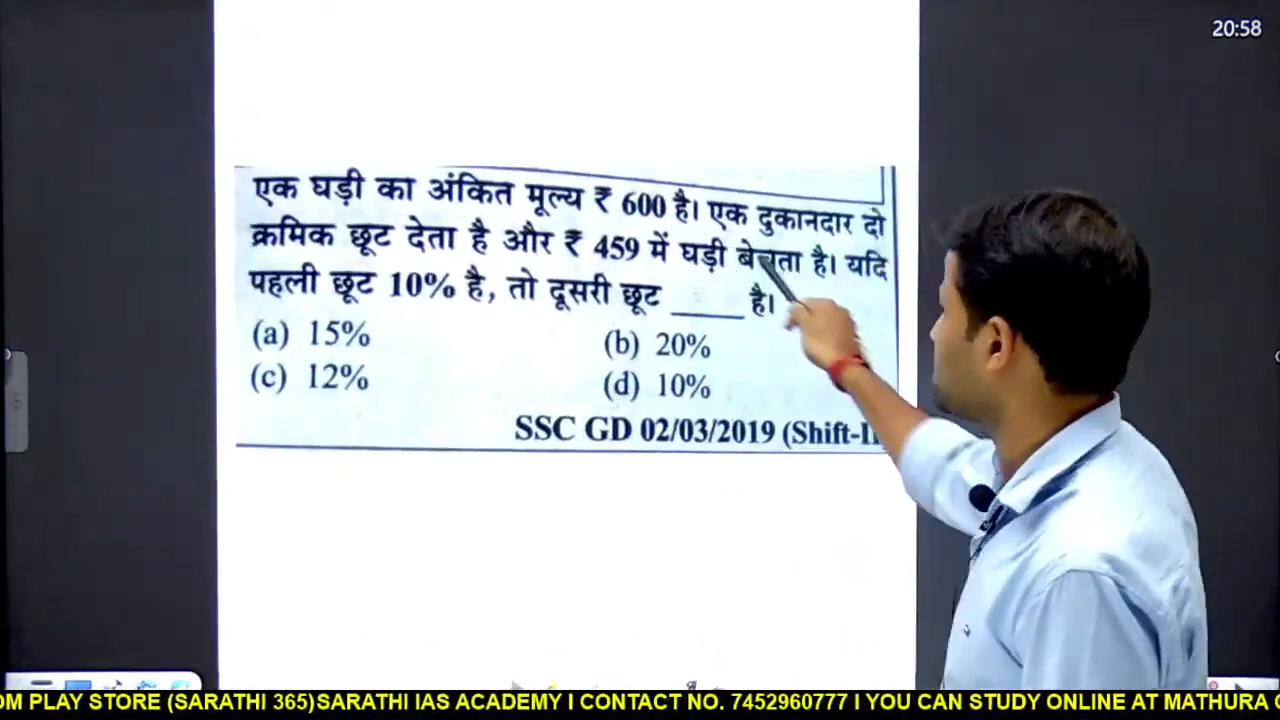 20:58
एक घड़ी का अंकित मूल्य ₹ 600 है। एक दुकानदार दो
क्रमिक छूट देता है और ₹ 459 में घड़ी बेचता है। यदि
पहली छूट 10% है, तो दूसरी छूट _____ है।
(a) 15% (b) 20%
(c) 12% (d) 10%
SSC GD 02/03/2019 (Shift-
OM PLAY STORE (SARATHI 365)SARATHI IAS ACADEMY I CONTACT NO. 7452960777 I YOU CAN STUDY ONLINE AT MATHURA